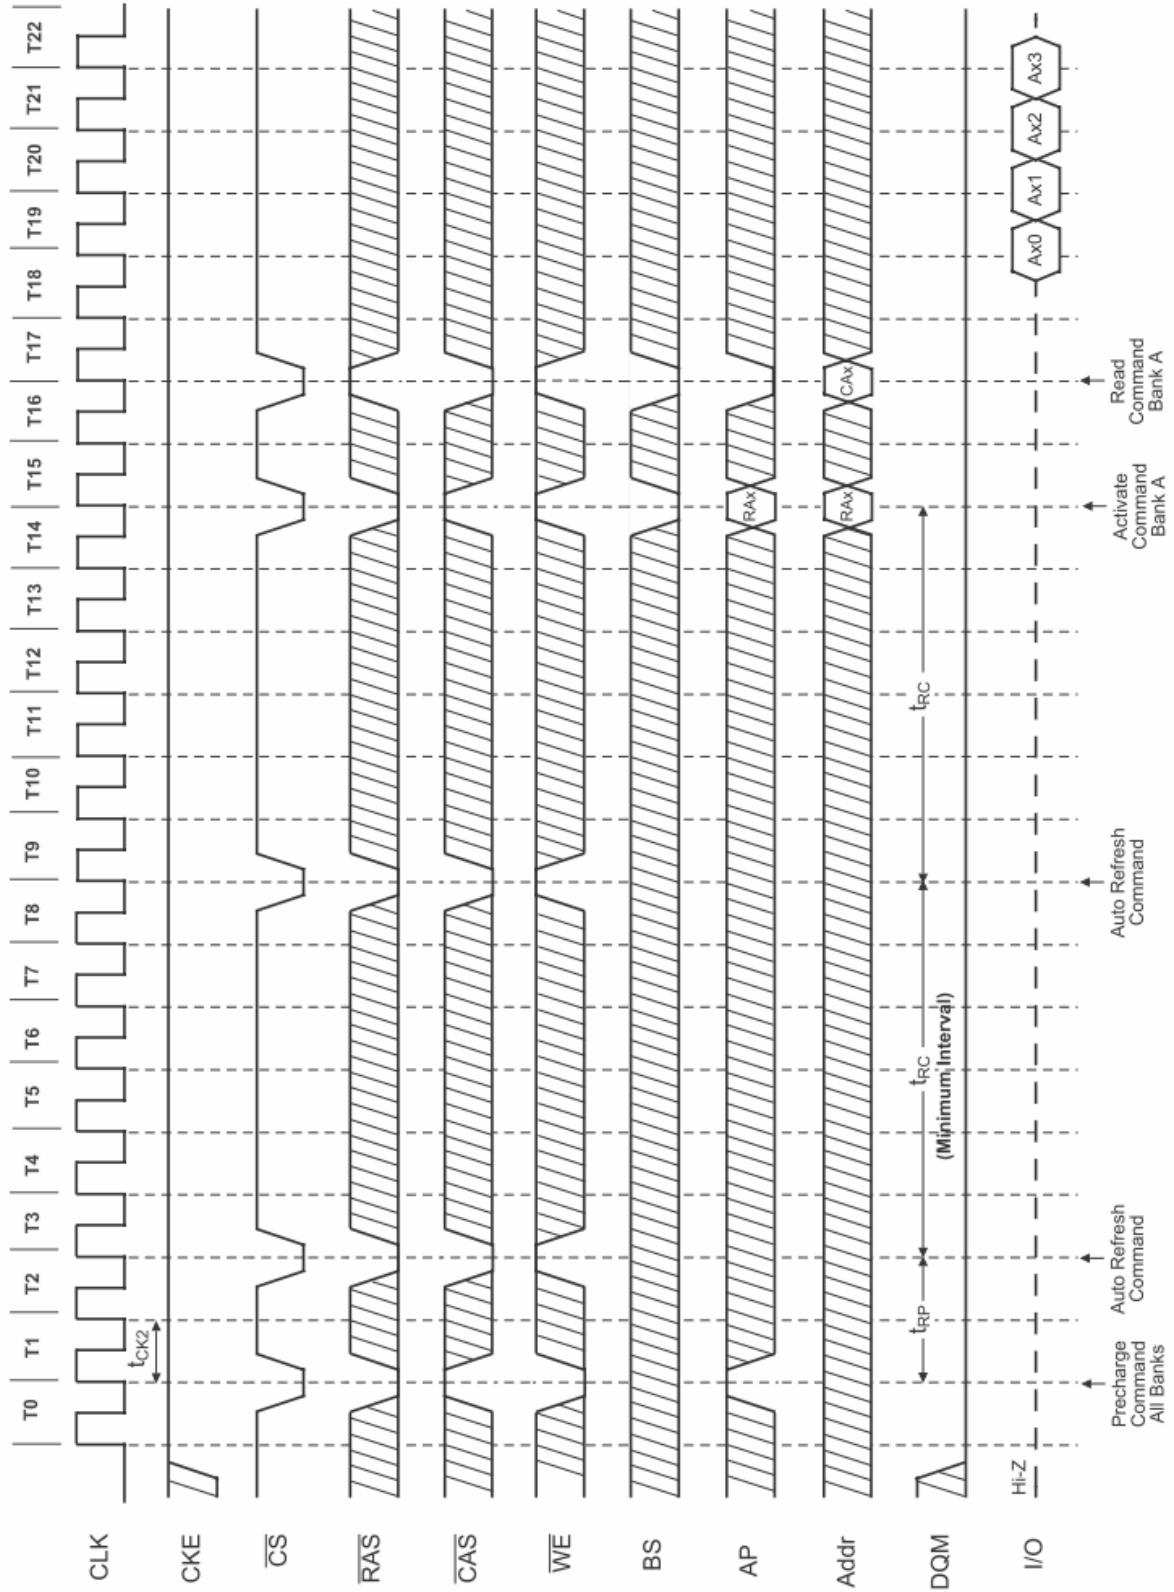 T0 T1 T2 T3 T4 T5 T6 T7 T8 T9 T10 T11 T12 T13 T14 T15 T16 T17 T18 T19 T20 T21 T22
CLK
tCK2
CKE
CS
RAS
CAS
WE
BS
AP
RAx
Addr
RAx CAx
DQM
tRP tRC tRC
(Minimum Interval)
I/O
Hi-Z
Ax0 Ax1 Ax2 Ax3
Precharge
Command
All Banks
Auto Refresh
Command
Auto Refresh
Command
Activate
Command
Bank A
Read
Command
Bank A